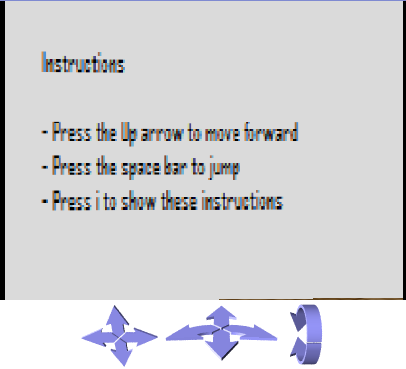 Instructions
- Press the Up arrow to move forward
- Press the space bar to jump
- Press i to show these instructions